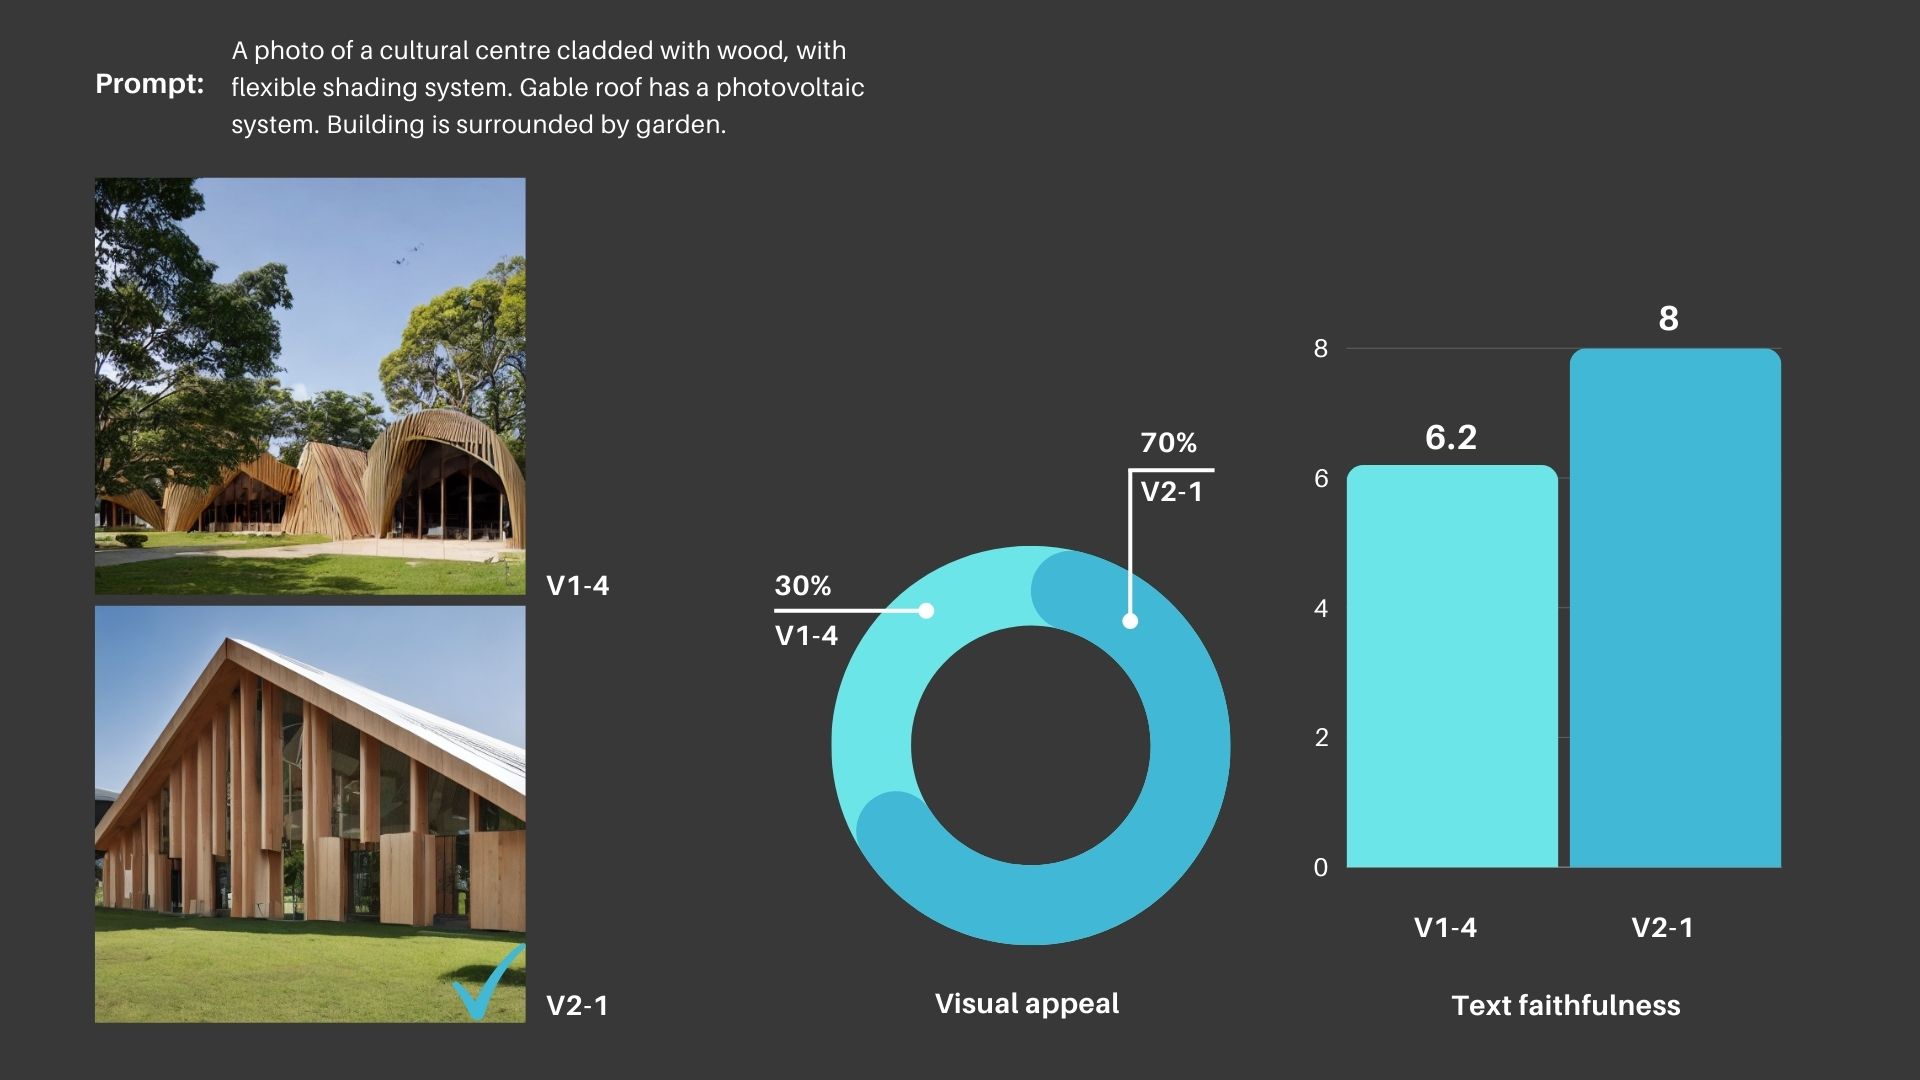 Prompt:
A photo of a cultural centre cladded with wood, with
flexible shading system. Gable roof has a photovoltaic
system. Building is surrounded by garden.
V1-4
V2-1
70%
V2-1
30%
V1-4
Visual appeal
8
6.2
8
6
4
2
0
V1-4
V2-1
Text faithfulness